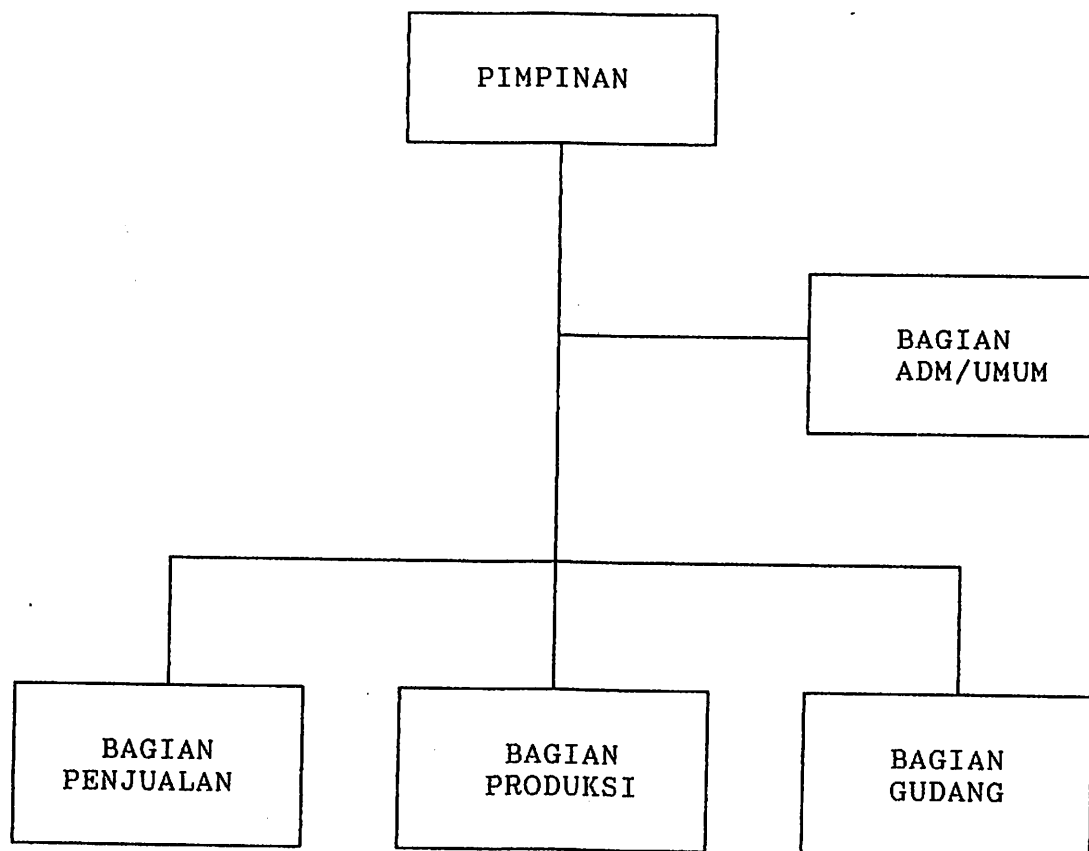 PIMPINAN
BAGIAN
ADM/UMUM
BAGIAN
PENJUALAN
BAGIAN
PRODUKSI
BAGIAN
GUDANG